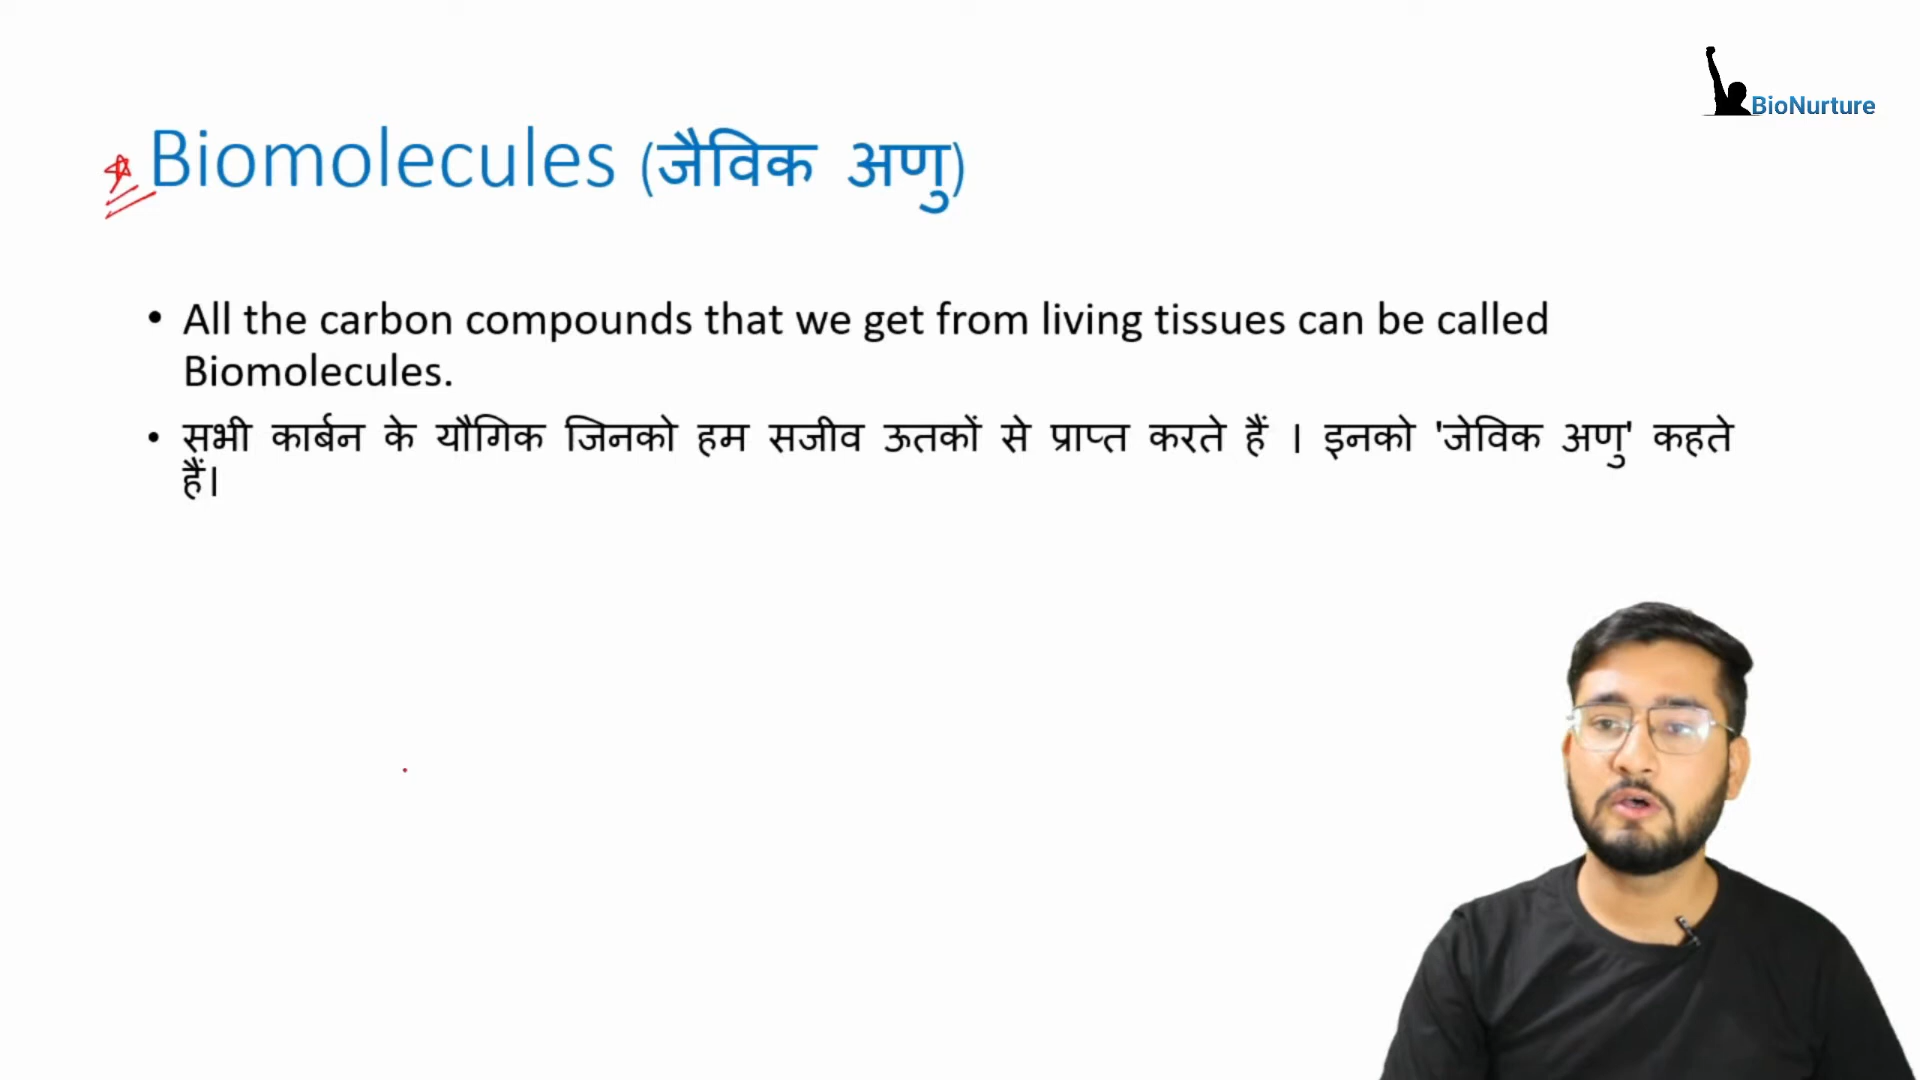 BioNurture
Biomolecules (जैविक अणु)
• All the carbon compounds that we get from living tissues can be called
Biomolecules.
• सभी कार्बन के यौगिक जिनको हम सजीव ऊतकों से प्राप्त करते हैं । इनको 'जेविक अणु' कहते
हैं।